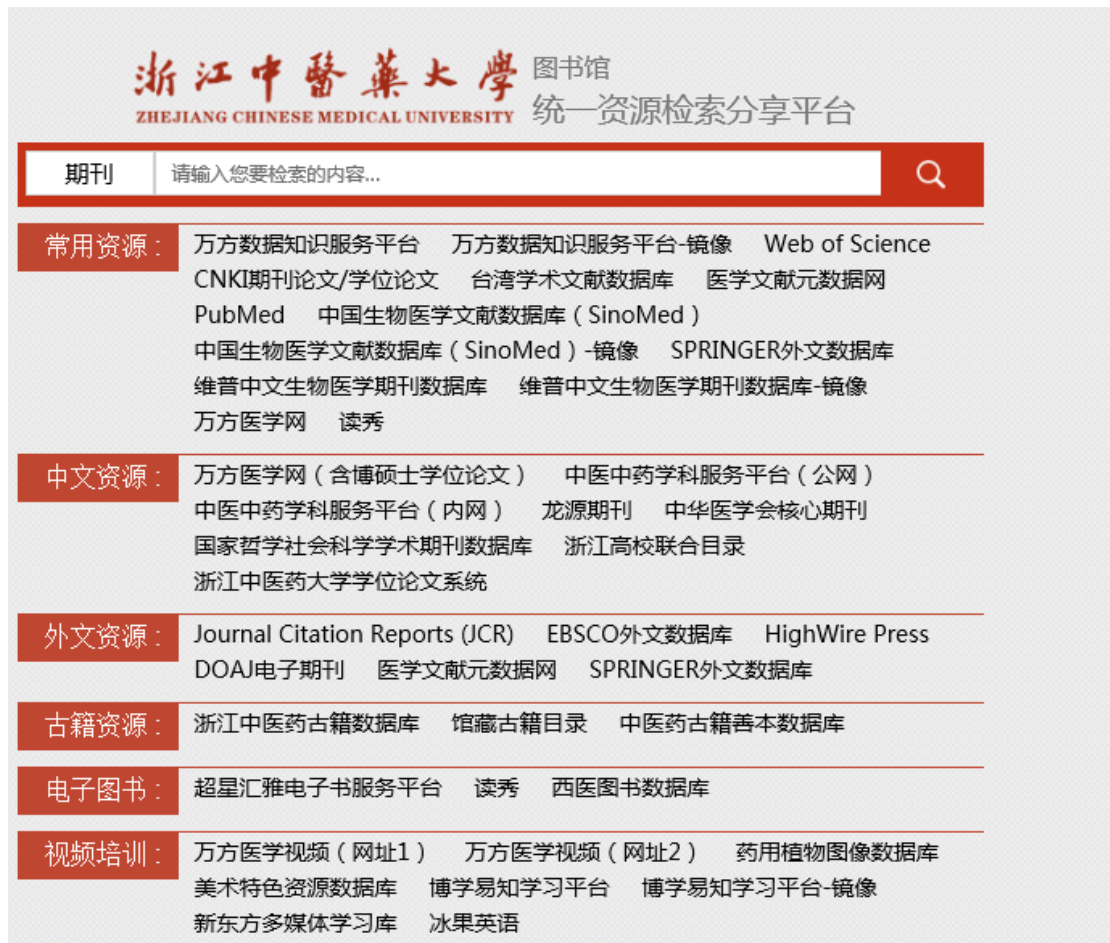 浙江中醫藥大學 图书馆
ZHEJIANG CHINESE MEDICAL UNIVERSITY 统一资源检索分享平台
期刊 请输入您要检索的内容...
常用资源： 万方数据知识服务平台 万方数据知识服务平台-镜像 Web of Science
CNKI期刊论文/学位论文 台湾学术文献数据库 医学文献元数据网
PubMed 中国生物医学文献数据库（SinoMed）
中国生物医学文献数据库（SinoMed）-镜像 SPRINGER外文数据库
维普中文生物医学期刊数据库 维普中文生物医学期刊数据库-镜像
万方医学网 读秀
中文资源： 万方医学网（含博硕士学位论文） 中医中药学科服务平台（公网）
中医中药学科服务平台（内网） 龙源期刊 中华医学会核心期刊
国家哲学社会科学学术期刊数据库 浙江高校联合目录
浙江中医药大学学位论文系统
外文资源： Journal Citation Reports (JCR) EBSCO外文数据库 HighWire Press
DOAJ电子期刊 医学文献元数据网 SPRINGER外文数据库
古籍资源： 浙江中医药古籍数据库 馆藏古籍目录 中医药古籍善本数据库
电子图书： 超星汇雅电子书服务平台 读秀 西医图书数据库
视频培训： 万方医学视频（网址1） 万方医学视频（网址2） 药用植物图像数据库
美术特色资源数据库 博学易知学习平台 博学易知学习平台-镜像
新东方多媒体学习库 冰果英语